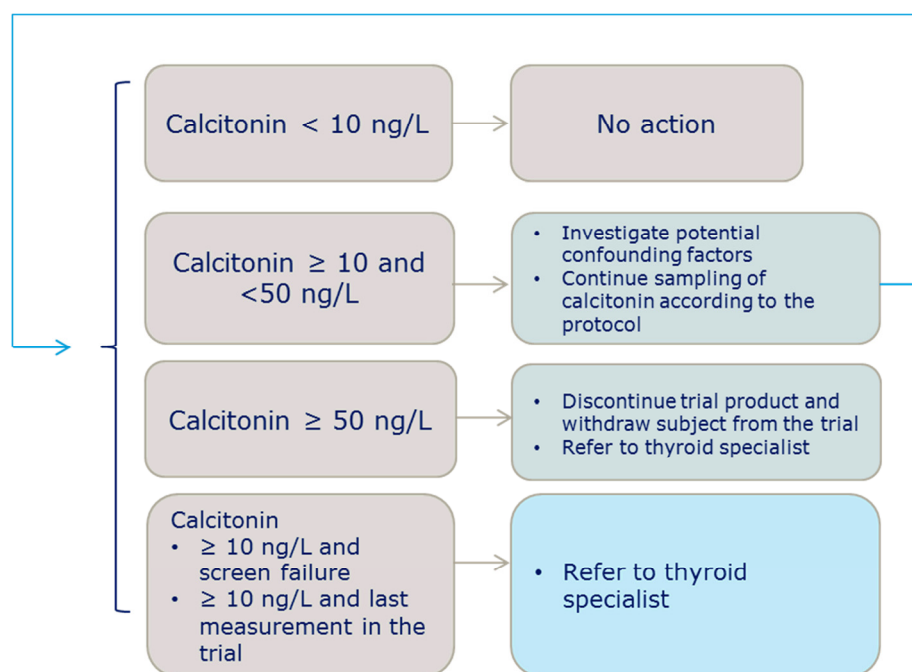 Calcitonin < 10 ng/L
No action
Calcitonin ≥ 10 and
<50 ng/L
• Investigate potential
confounding factors
• Continue sampling of
calcitonin according to the
protocol
Calcitonin ≥ 50 ng/L
• Discontinue trial product and
withdraw subject from the trial
• Refer to thyroid specialist
Calcitonin
• ≥ 10 ng/L and
screen failure
• ≥ 10 ng/L and last
measurement in the
trial
• Refer to thyroid
specialist